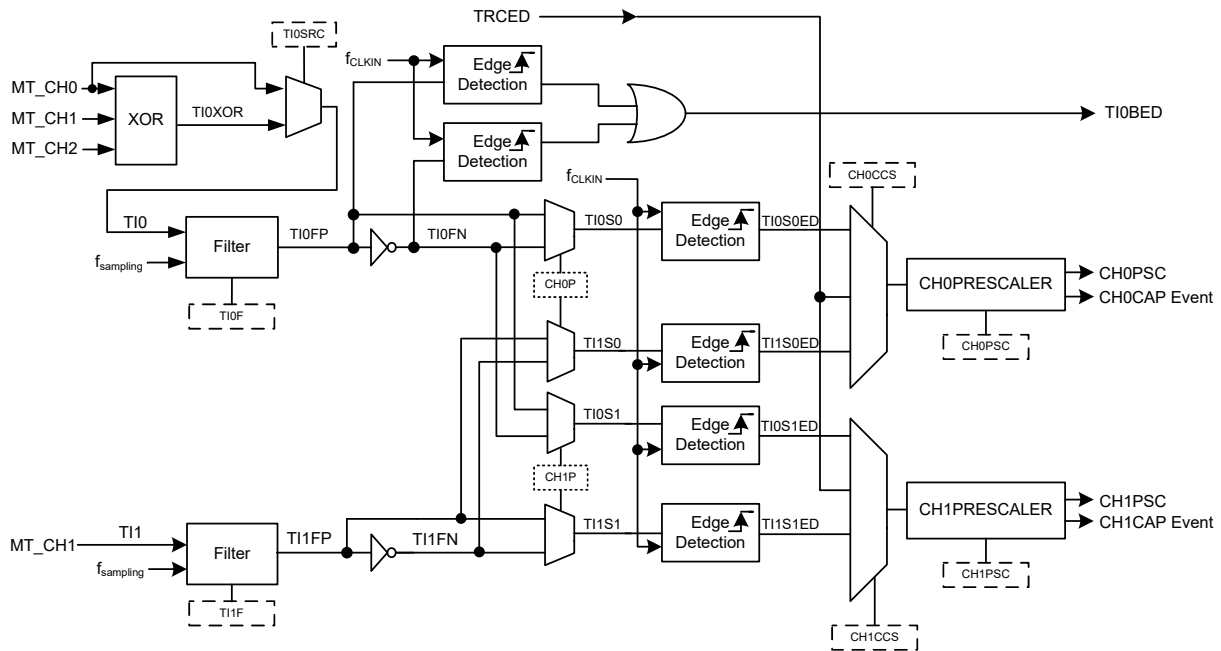 TRCED
TI0SRC
fCLKIN
Edge Detection
MT_CH0
XOR
TI0XOR
MT_CH1
MT_CH2
TI0BED
Edge Detection
fCLKIN
CH0CCS
TI0
Filter
TI0FP
TI0FN
TI0S0
Edge Detection
TI0S0ED
fsampling
TI0F
CH0P
CH0PRESCALER
CH0PSC
CH0CAP Event
CH0PSC
TI1S0
Edge Detection
TI1S0ED
TI0S1
Edge Detection
TI0S1ED
CH1P
CH1PRESCALER
CH1PSC
CH1CAP Event
CH1PSC
MT_CH1
TI1
Filter
TI1FP
TI1FN
TI1S1
Edge Detection
TI1S1ED
fsampling
TI1F
CH1CCS